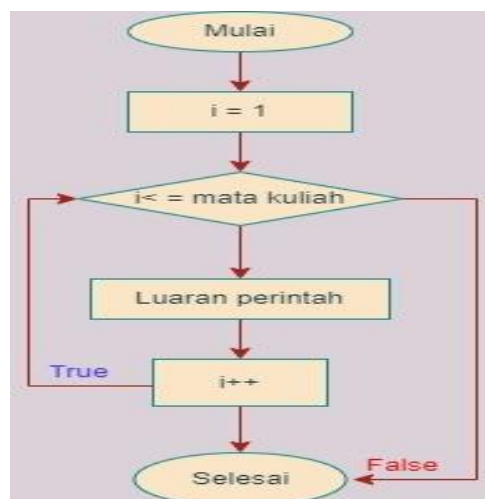 Mulai
i = 1
i< = mata kuliah
Luaran perintah
True
i++
False
Selesai